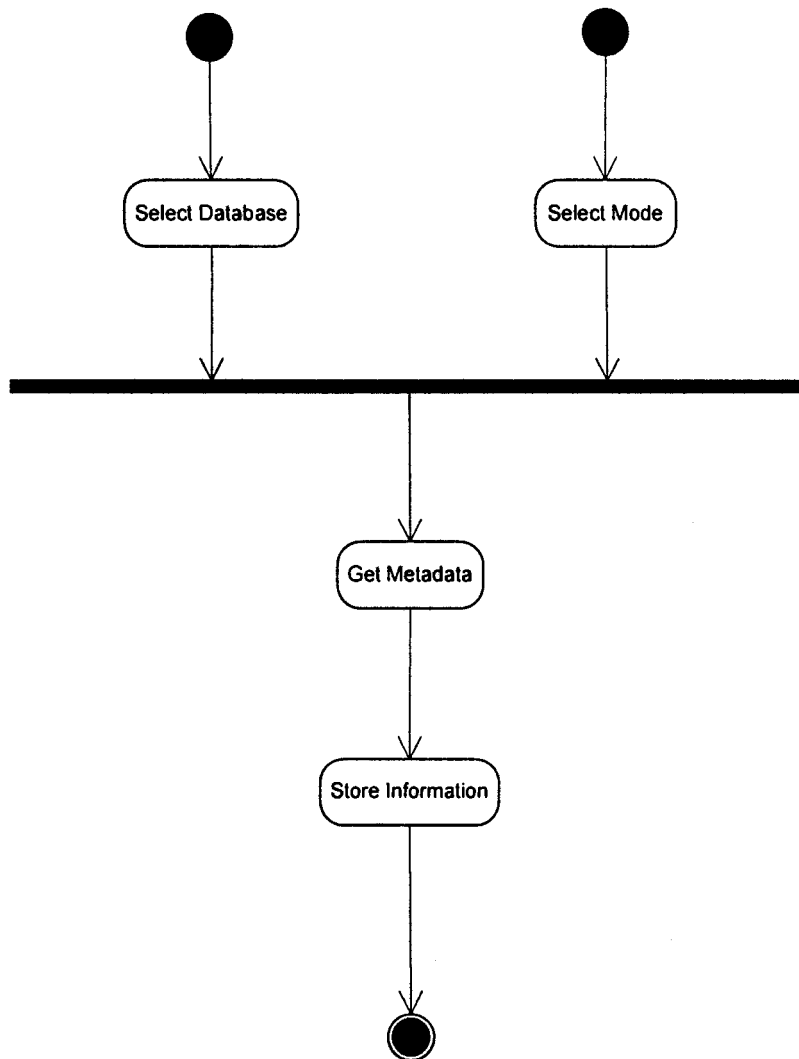 Select Database
Select Mode
Get Metadata
Store Information